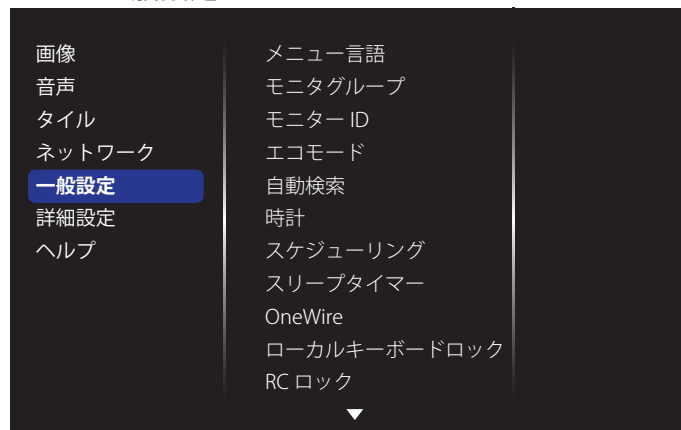 画像
音声
タイル
ネットワーク
一般設定
詳細設定
ヘルプ
メニュー言語
モニタグループ
モニター ID
エコモード
自動検索
時計
スケジューリング
スリープタイマー
OneWire
ローカルキーボードロック
RC ロック